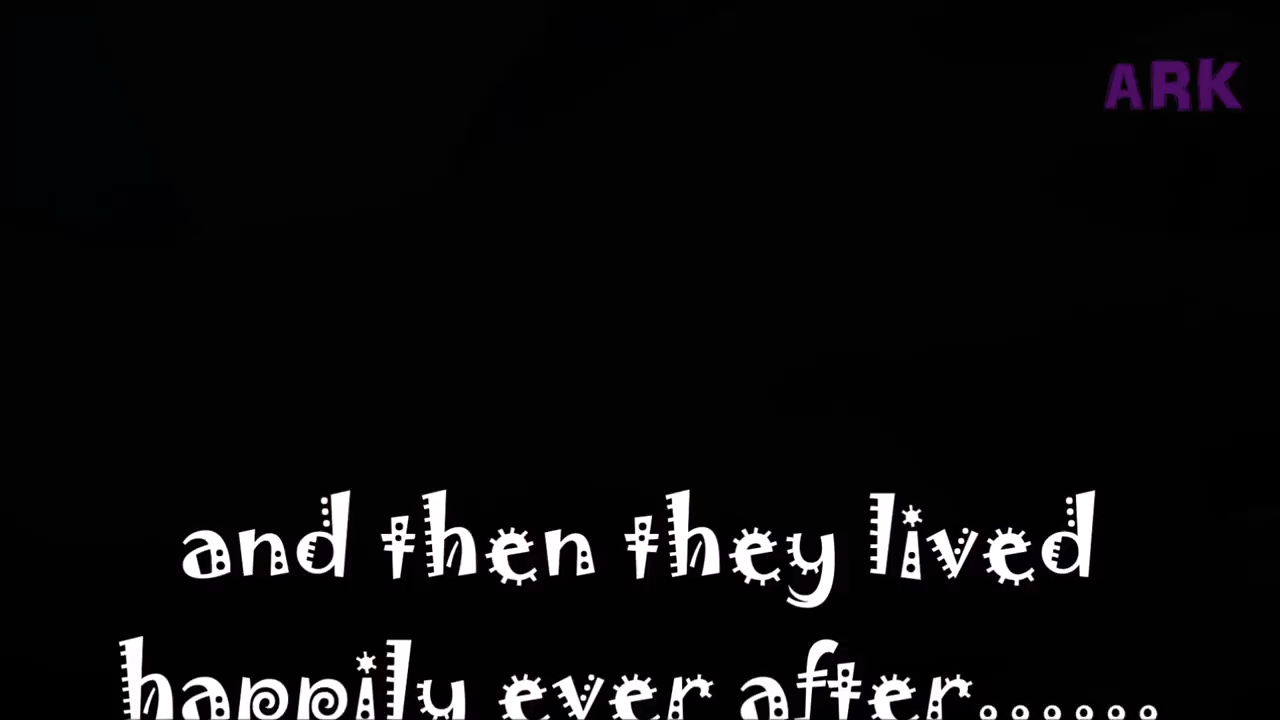 ARK
and then they lived
happily ever after......